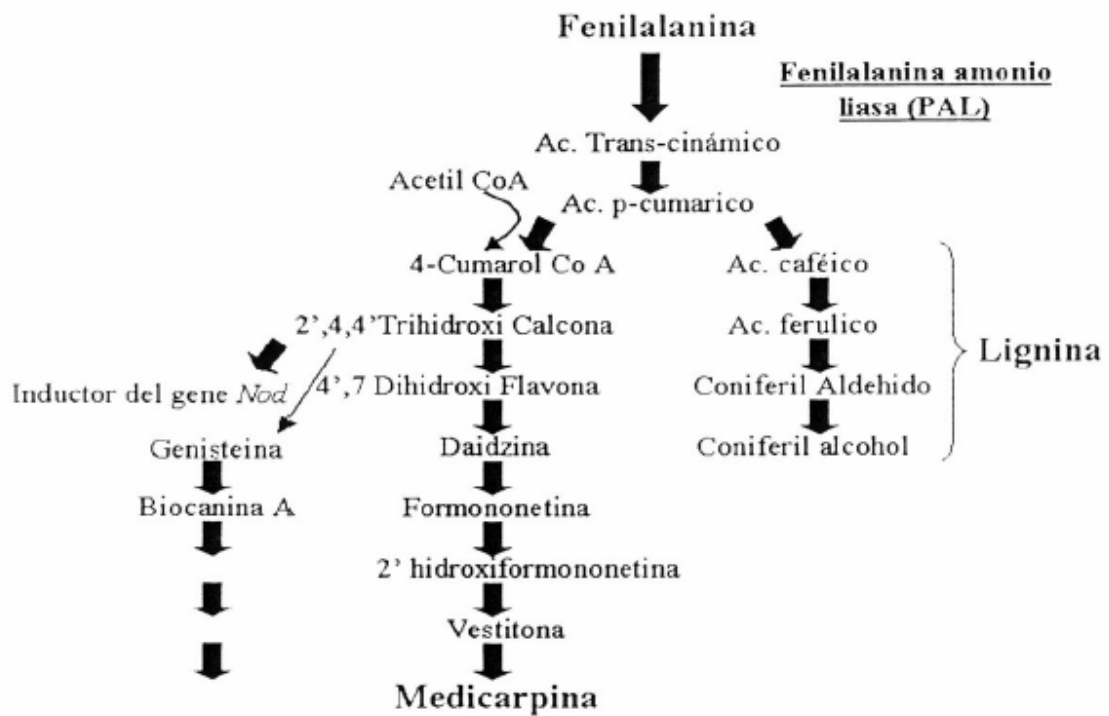 Fenilalanina
Fenilalanina amonio
liasa (PAL)
Ac. Trans-cinámico
Acetil CoA
Ac. p-cumarico
4-Cumarol Co A
Ac. caféico
2',4,4'Trihidroxi Calcona
Ac. ferulico
Lignina
Inductor del gene Nod
4',7 Dihidroxi Flavona
Coniferil Aldehido
Genisteina
Daidzina
Coniferil alcohol
Biocanina A
Formononetina
2' hidroxiformononetina
Vestitona
Medicarpina